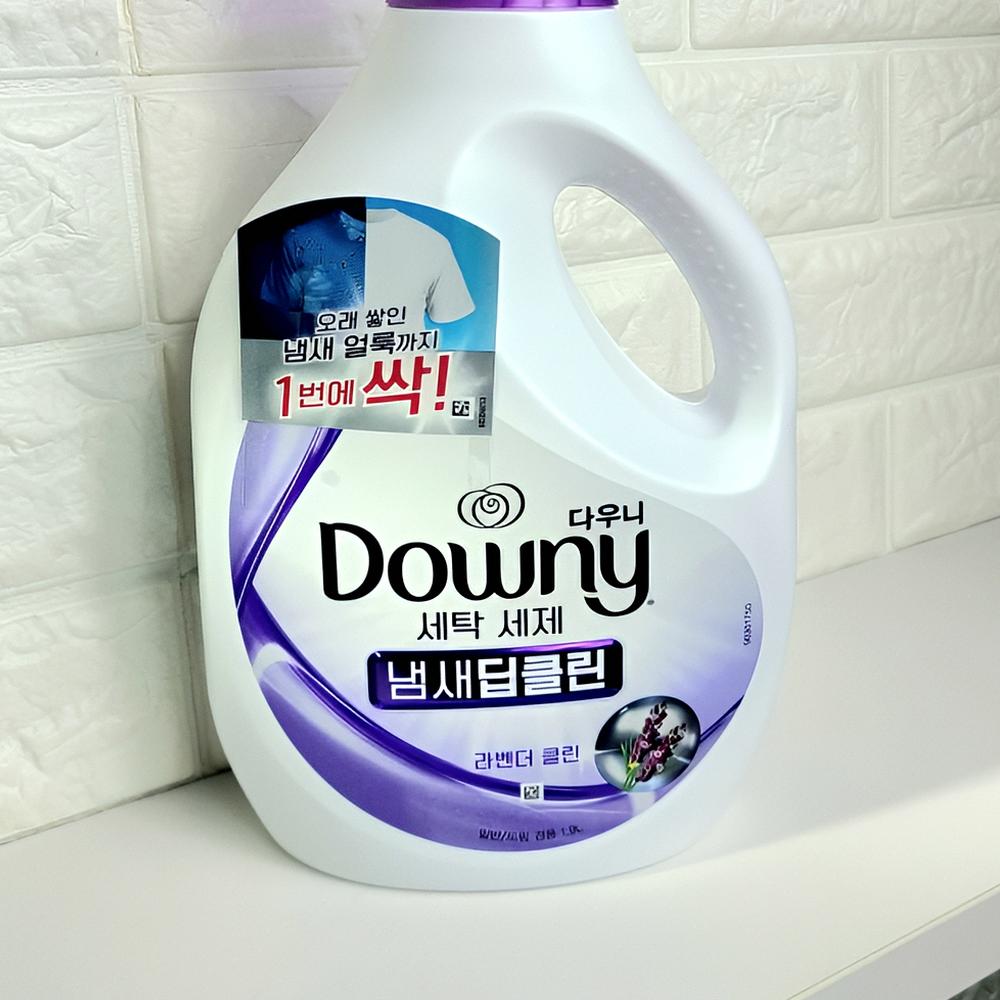 오래 쌓인
냄새 얼룩까지
1번에 싹!
다우니
Downy
세탁 세제
냄새딥클린
라벤더 클린